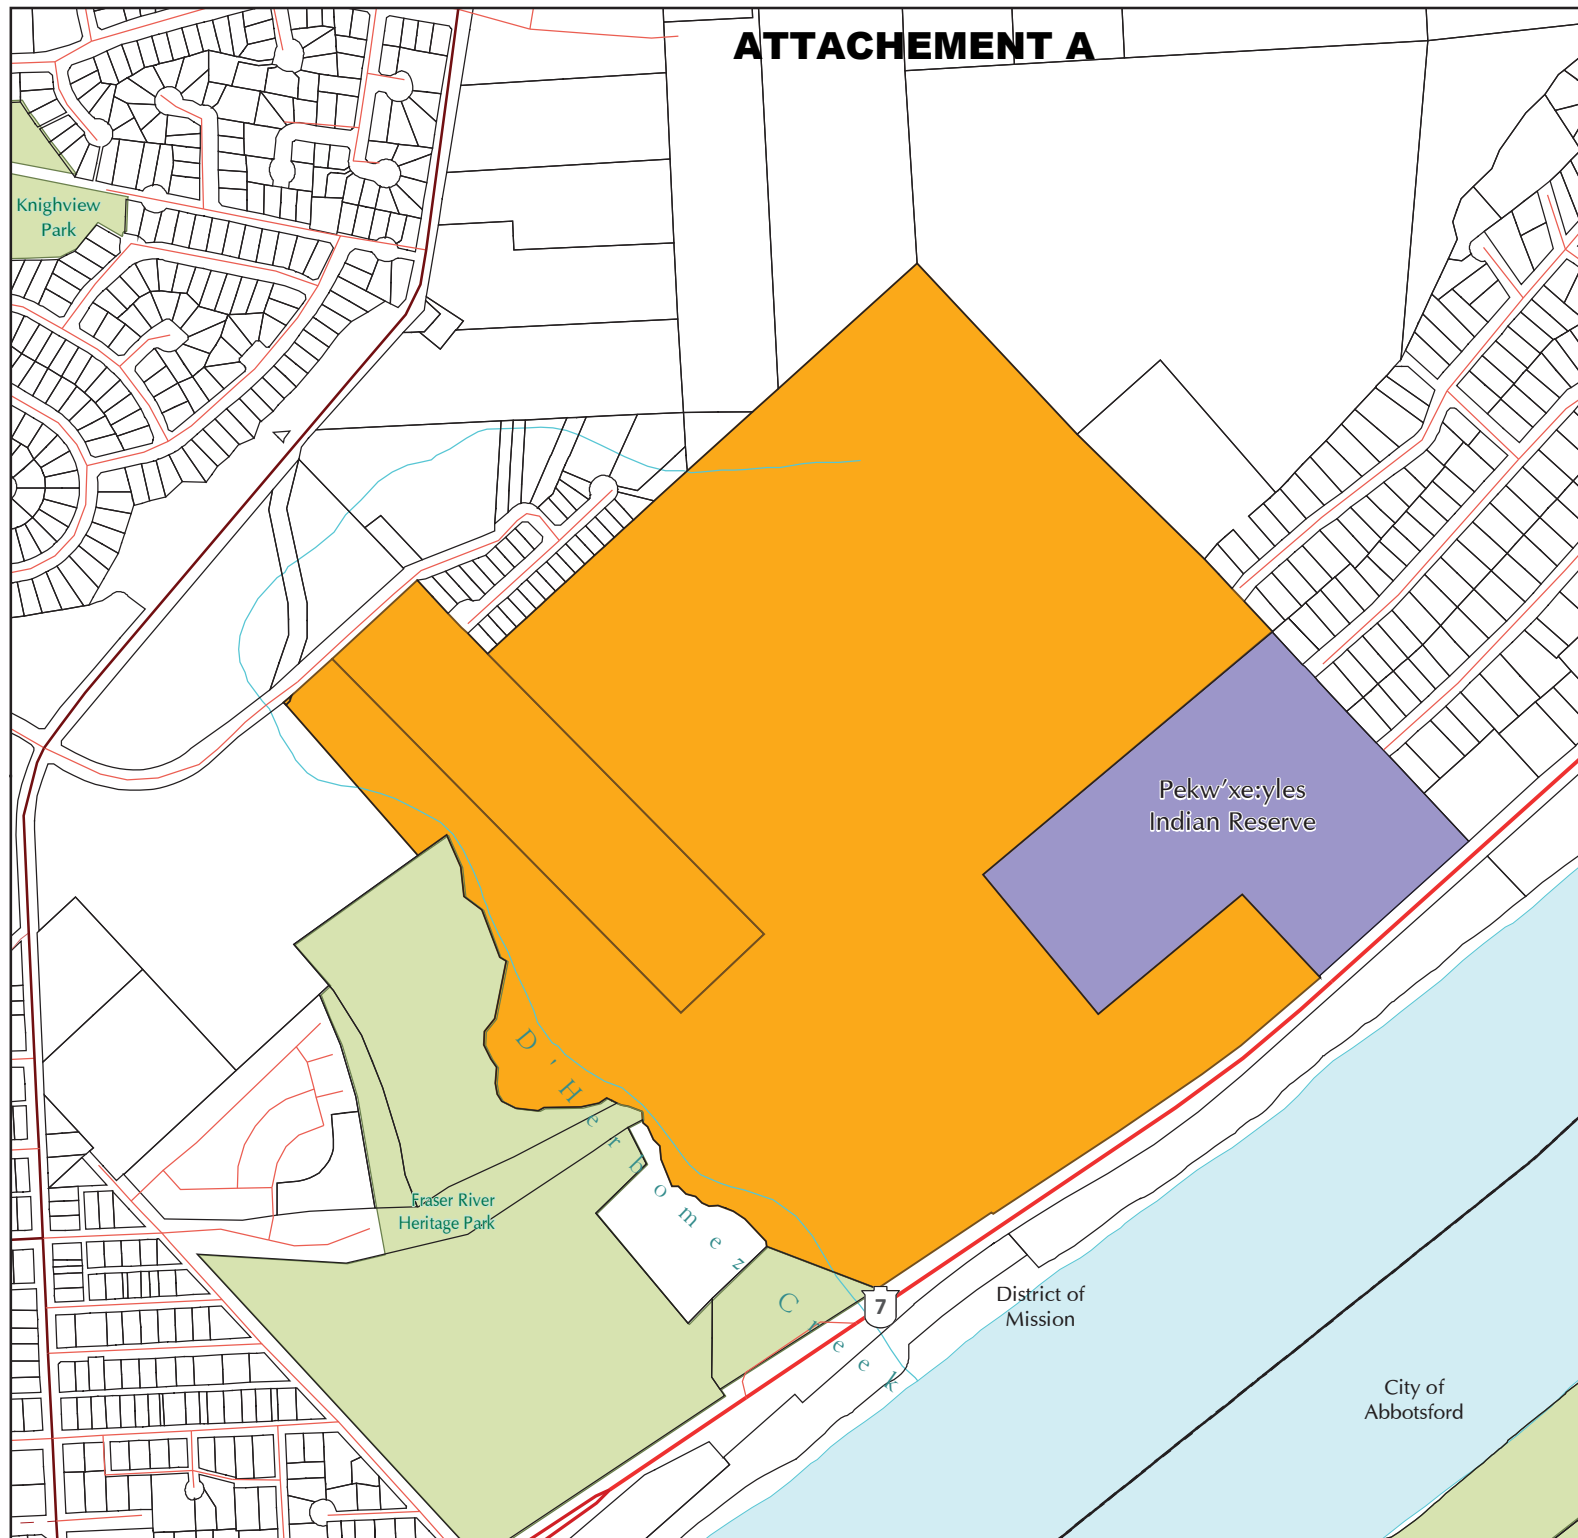 ATTACHEMENT A
Knighview
Park
Pekw'xe:yles
Indian Reserve
D'Herbomez Creek
Fraser River
Heritage Park
7
District of
Mission
City of
Abbotsford